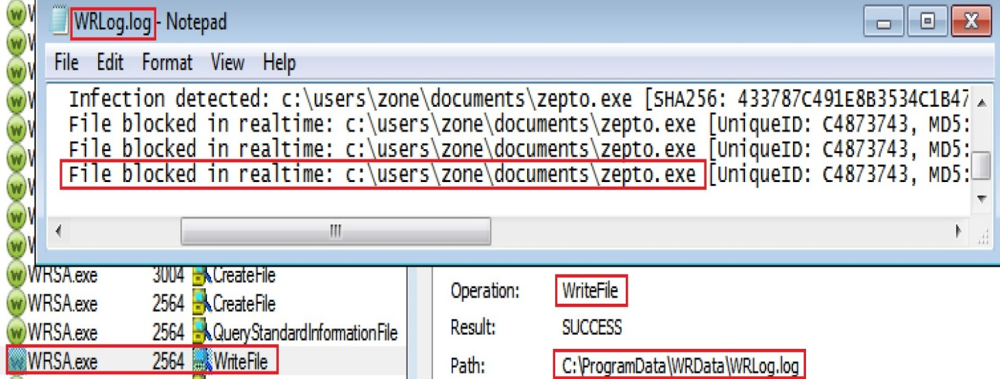 WRLog.log - Notepad
File Edit Format View Help
Infection detected: c:\users\zone\documents\zepto.exe [SHA256: 433787C491E8B3534C1B47
File blocked in realtime: c:\users\zone\documents\zepto.exe [UniqueID: C4873743, MD5:
File blocked in realtime: c:\users\zone\documents\zepto.exe [UniqueID: C4873743, MD5:
File blocked in realtime: c:\users\zone\documents\zepto.exe [UniqueID: C4873743, MD5:
WRSA.exe 3004 CreateFile
WRSA.exe 2564 CreateFile
WRSA.exe 2564 QueryStandardInformationFile
WRSA.exe 2564 WriteFile
Operation: WriteFile
Result: SUCCESS
Path: C:\ProgramData\WRData\WRLog.log